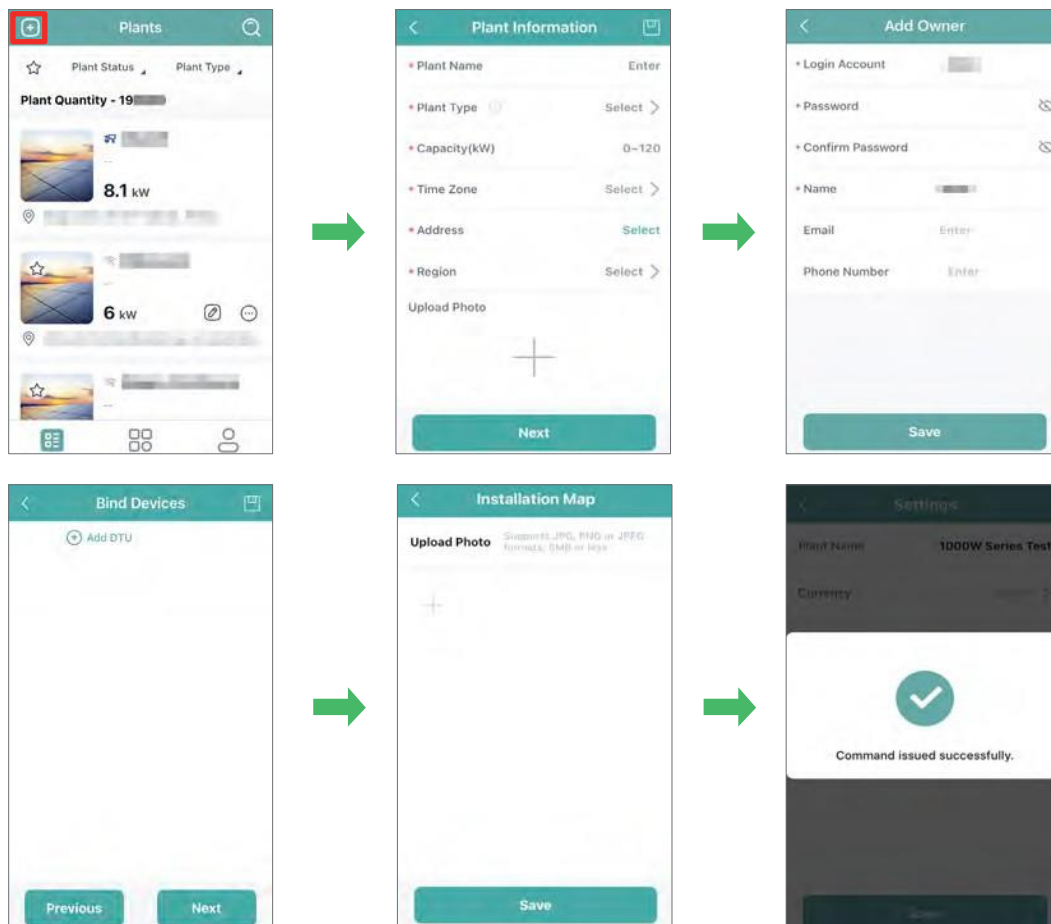 Plants
Plant Status Plant Type
Plant Quantity - 19
8.1 kW
6 kW
Plant Information
* Plant Name Enter
* Plant Type Select >
* Capacity(kW) 0~120
* Time Zone Select >
* Address Select
* Region Select >
Upload Photo
Next
Add Owner
* Login Account
* Password
* Confirm Password
* Name
Email Enter
Phone Number Enter
Save
Bind Devices
Add DTU
Previous Next
Installation Map
Upload Photo Supports JPG, PNG or JPEG
formats; 5MB or less
Save
Settings
Plant Name 1000W Series Test
Currency
Command issued successfully.